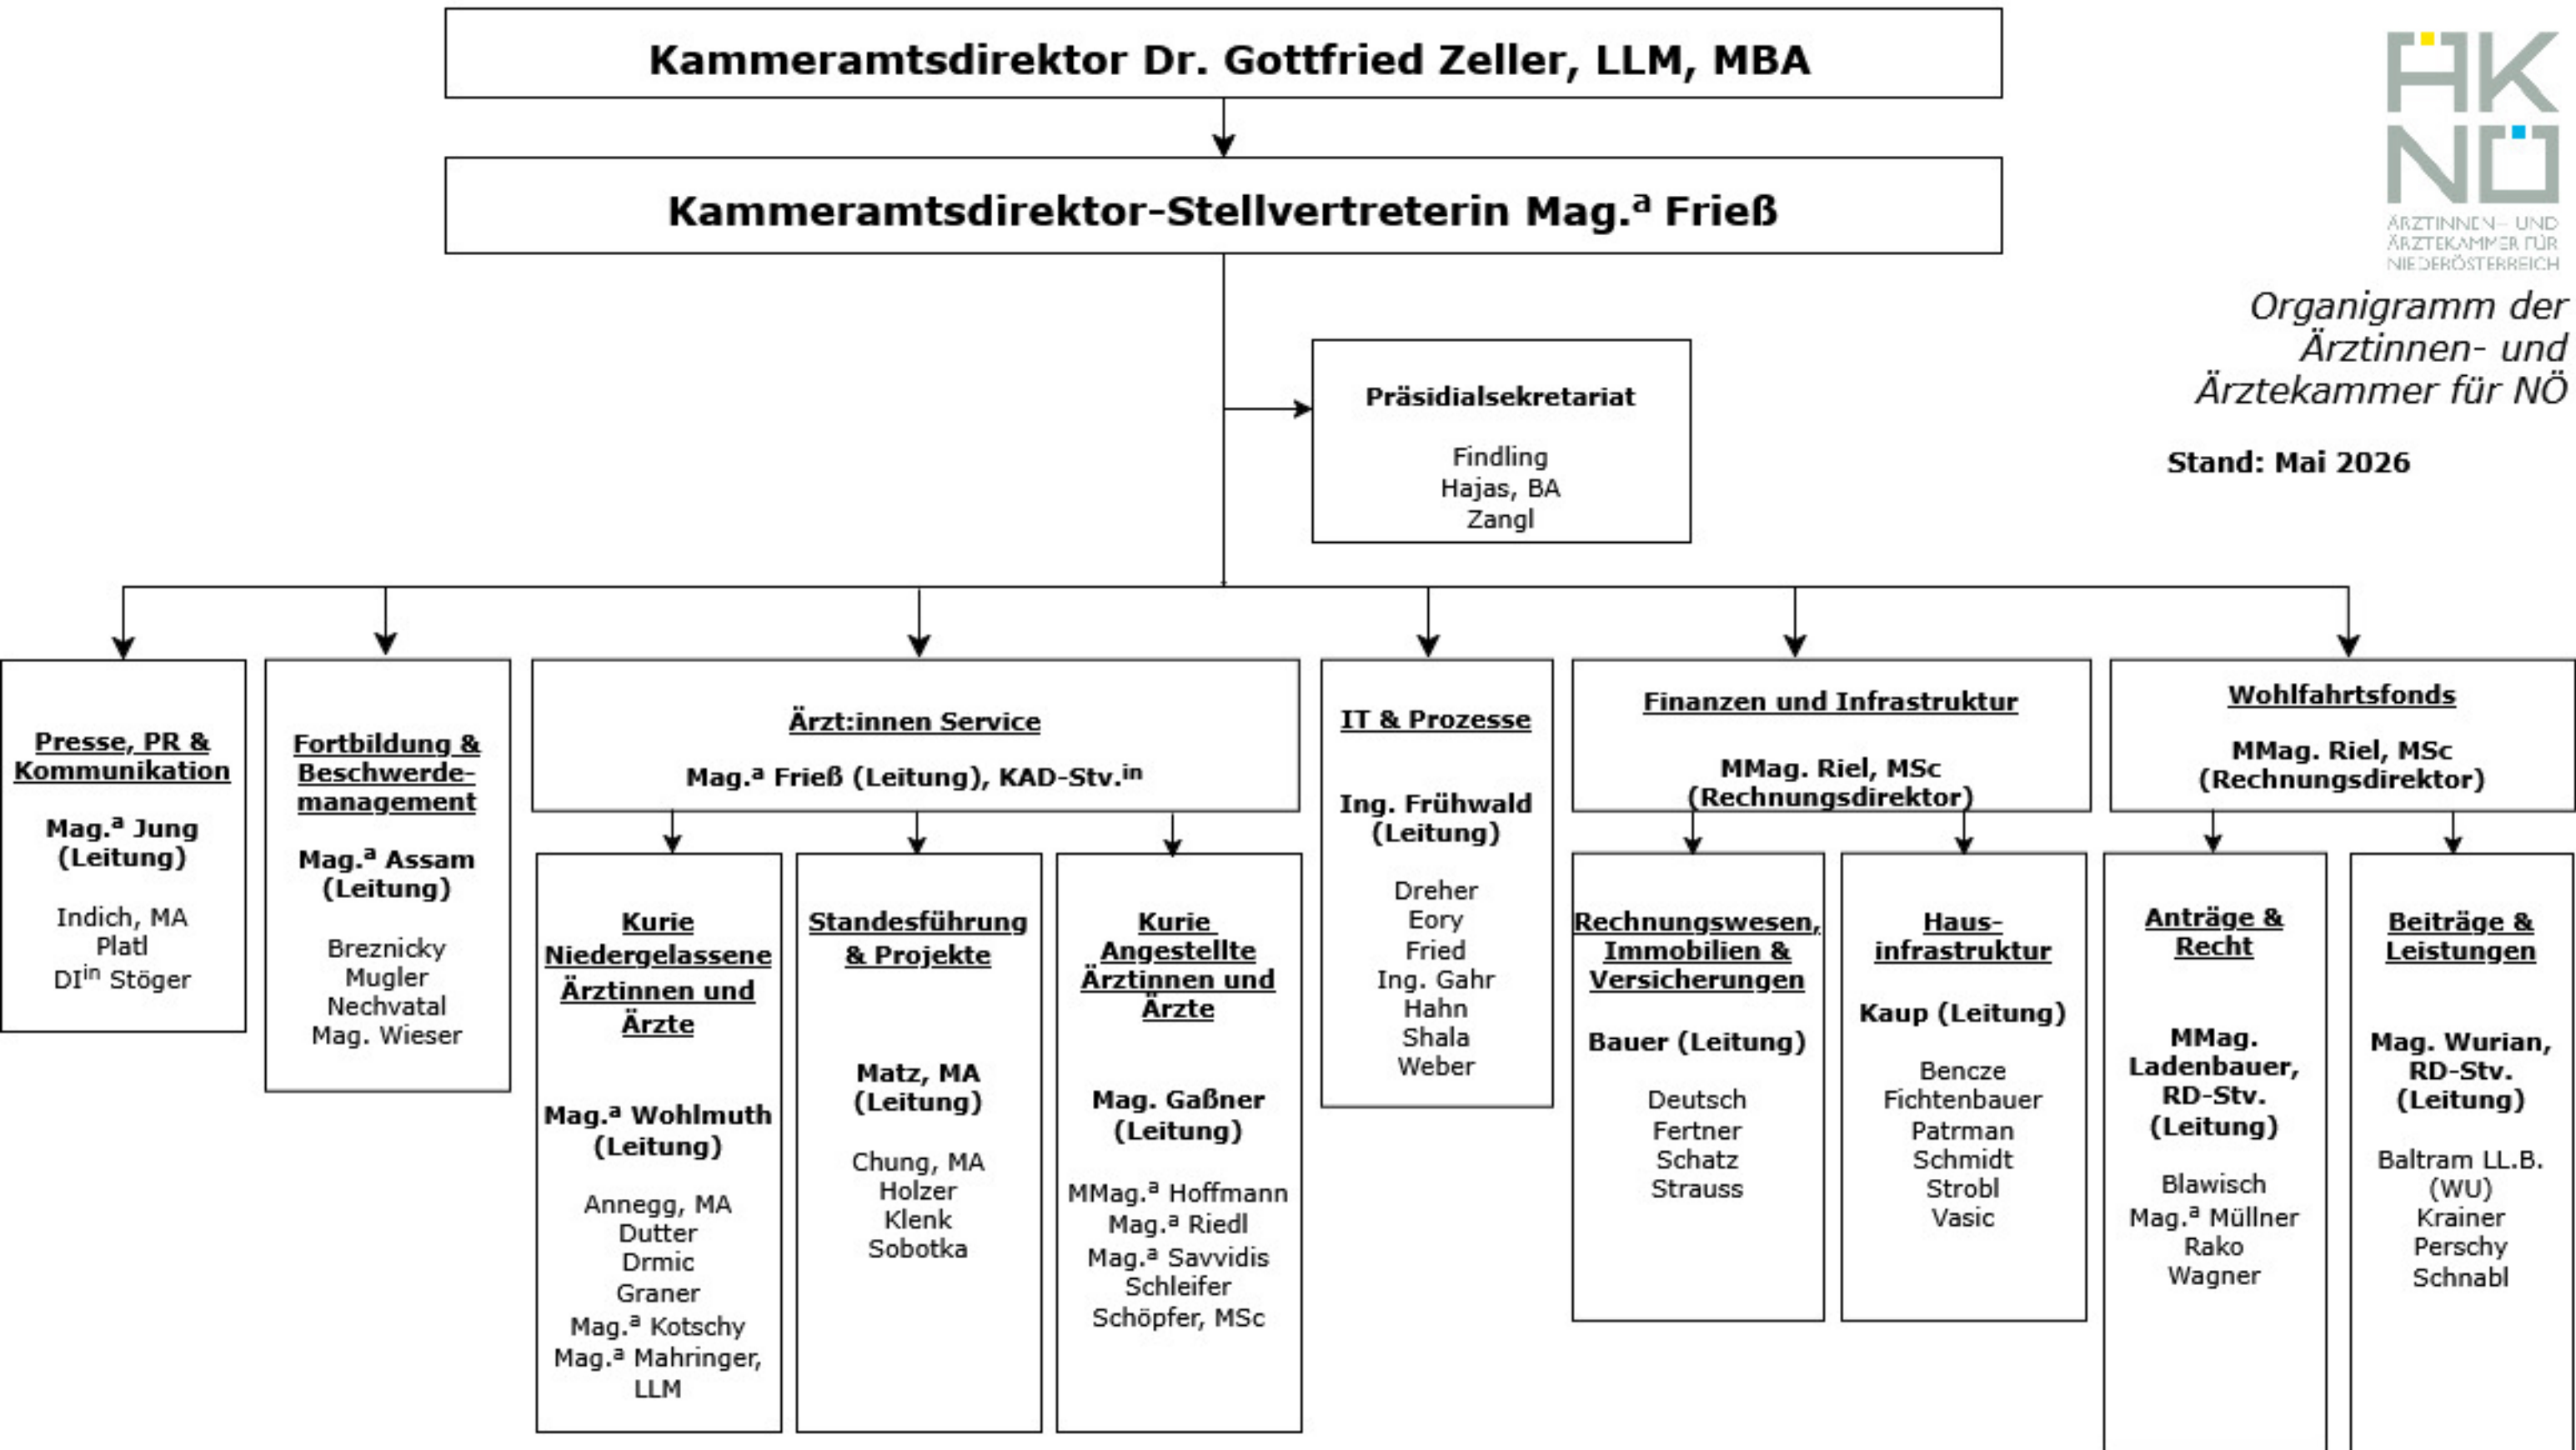 Kammeramtsdirektor Dr. Gottfried Zeller, LLM, MBA
Kammeramtsdirektor-Stellvertreterin Mag.ª Frieß
ÄK
NÖ
ÄRZTINNEN- UND
ÄRZTEKAMMER FÜR
NIEDERÖSTERREICH
Organigramm der
Ärztinnen- und
Ärztekammer für NÖ
Stand: Mai 2026
Präsidialsekretariat
Findling
Hajas, BA
Zangl
Presse, PR &
Kommunikation
Mag.ª Jung
(Leitung)
Indich, MA
Platl
DIⁱⁿ Stöger
Fortbildung &
Beschwerde-
management
Mag.ª Assam
(Leitung)
Breznicky
Mugler
Nechvatal
Mag. Wieser
Ärzt:innen Service
Mag.ª Frieß (Leitung), KAD-Stv.ⁱⁿ
Kurie
Niedergelassene
Ärztinnen und
Ärzte
Mag.ª Wohlmuth
(Leitung)
Annegg, MA
Dutter
Drmic
Graner
Mag.ª Kotschy
Mag.ª Mahringer,
LLM
Standesführung
& Projekte
Matz, MA
(Leitung)
Chung, MA
Holzer
Klenk
Sobotka
Kurie
Angestellte
Ärztinnen und
Ärzte
Mag. Gaßner
(Leitung)
MMag.ª Hoffmann
Mag.ª Riedl
Mag.ª Savvidis
Schleifer
Schöpfer, MSc
IT & Prozesse
Ing. Frühwald
(Leitung)
Dreher
Eory
Fried
Ing. Gahr
Hahn
Shala
Weber
Finanzen und Infrastruktur
MMag. Riel, MSc
(Rechnungsdirektor)
Rechnungswesen,
Immobilien &
Versicherungen
Bauer (Leitung)
Deutsch
Fertner
Schatz
Strauss
Haus-
infrastruktur
Kaup (Leitung)
Bencze
Fichtenbauer
Patrman
Schmidt
Strobl
Vasic
Wohlfahrtsfonds
MMag. Riel, MSc
(Rechnungsdirektor)
Anträge &
Recht
MMag.
Ladenbauer,
RD-Stv.
(Leitung)
Blawisch
Mag.ª Müllner
Rako
Wagner
Beiträge &
Leistungen
Mag. Wurian,
RD-Stv.
(Leitung)
Baltram LL.B.
(WU)
Krainer
Perschy
Schnabl